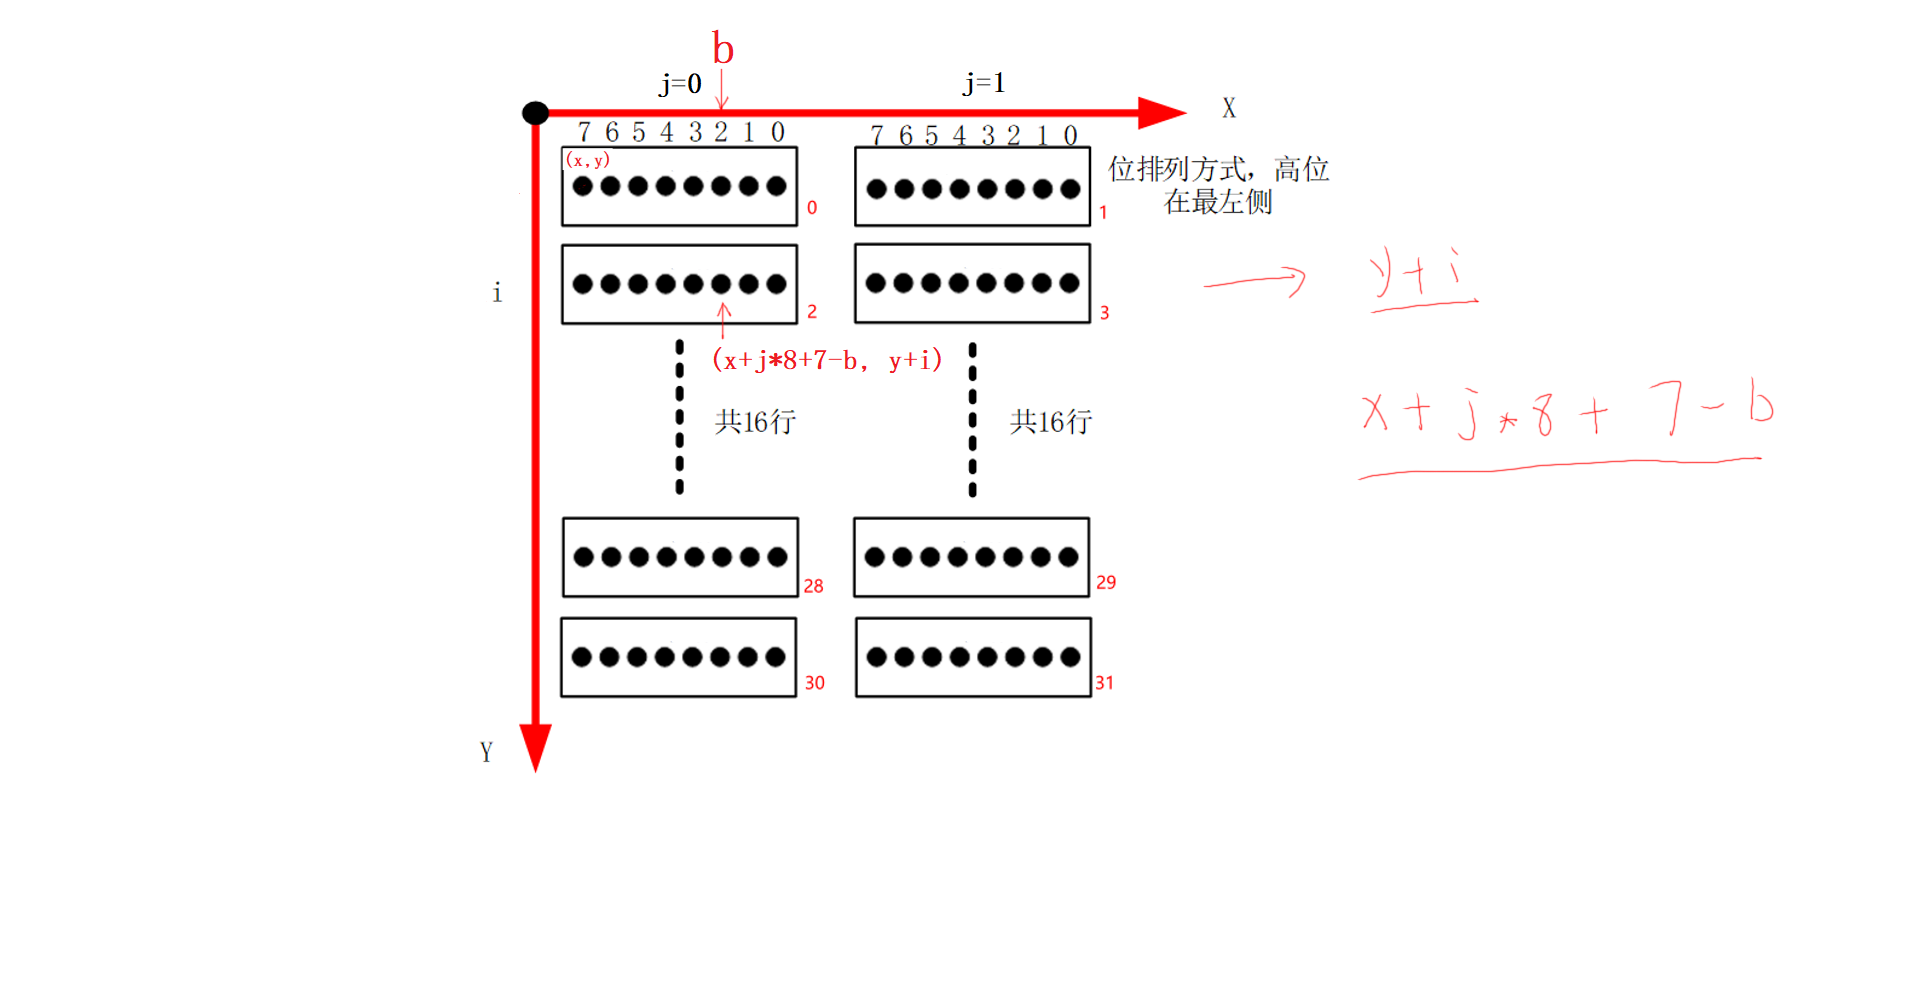 b
j=0
j=1
X
7 6 5 4 3 2 1 0
7 6 5 4 3 2 1 0
(x,y)
位排列方式，高位
在最左侧
0
1
i
y+i
2
3
(x+j*8+7-b, y+i)
x+j*8+7-b
共16行
共16行
28
29
30
31
Y